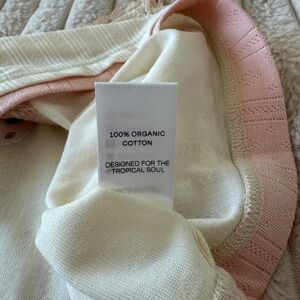 100% ORGANIC
COTTON
DESIGNED FOR THE
TROPICAL SOUL